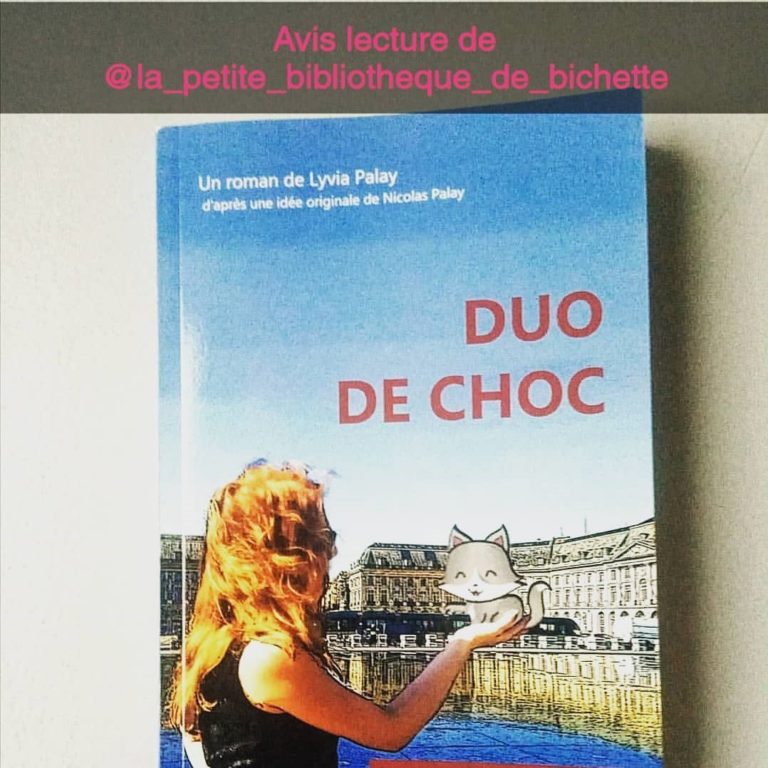 Avis lecture de
@la_petite_bibliotheque_de_bichette
Un roman de Lyvia Palay
d'après une idée originale de Nicolas Palay
DUO
DE CHOC